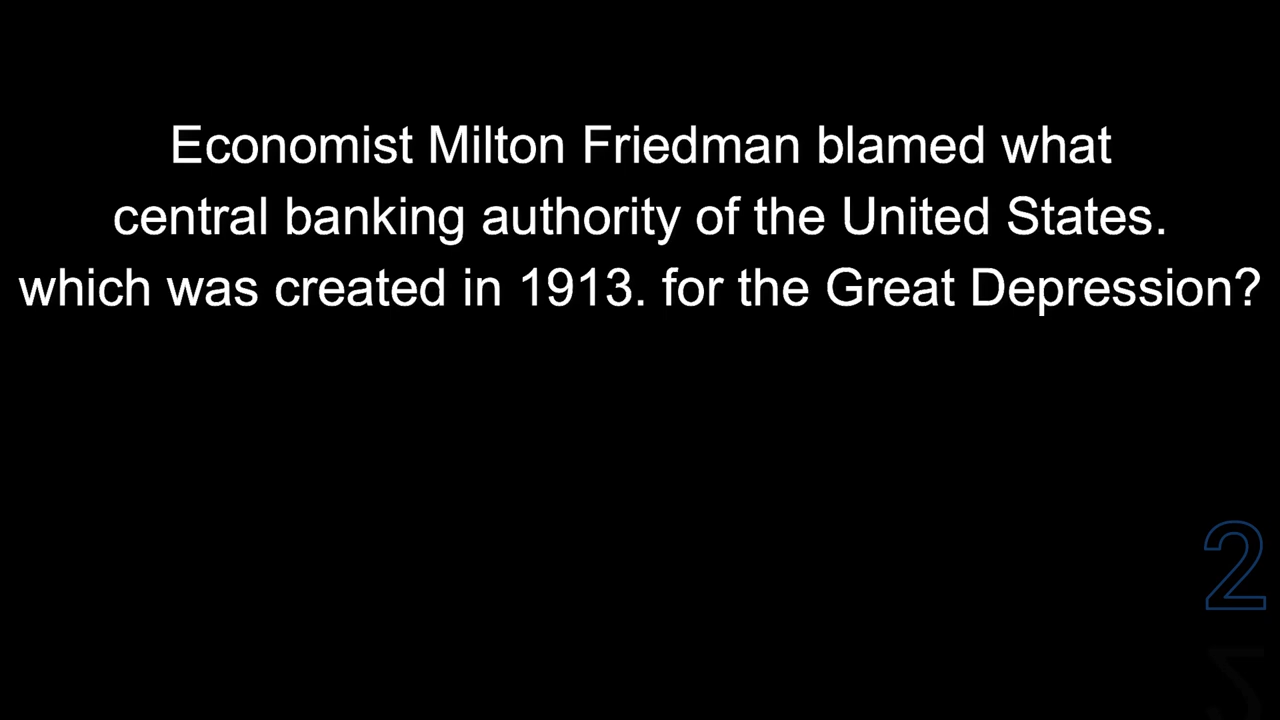 Economist Milton Friedman blamed what
central banking authority of the United States.
which was created in 1913. for the Great Depression?
2